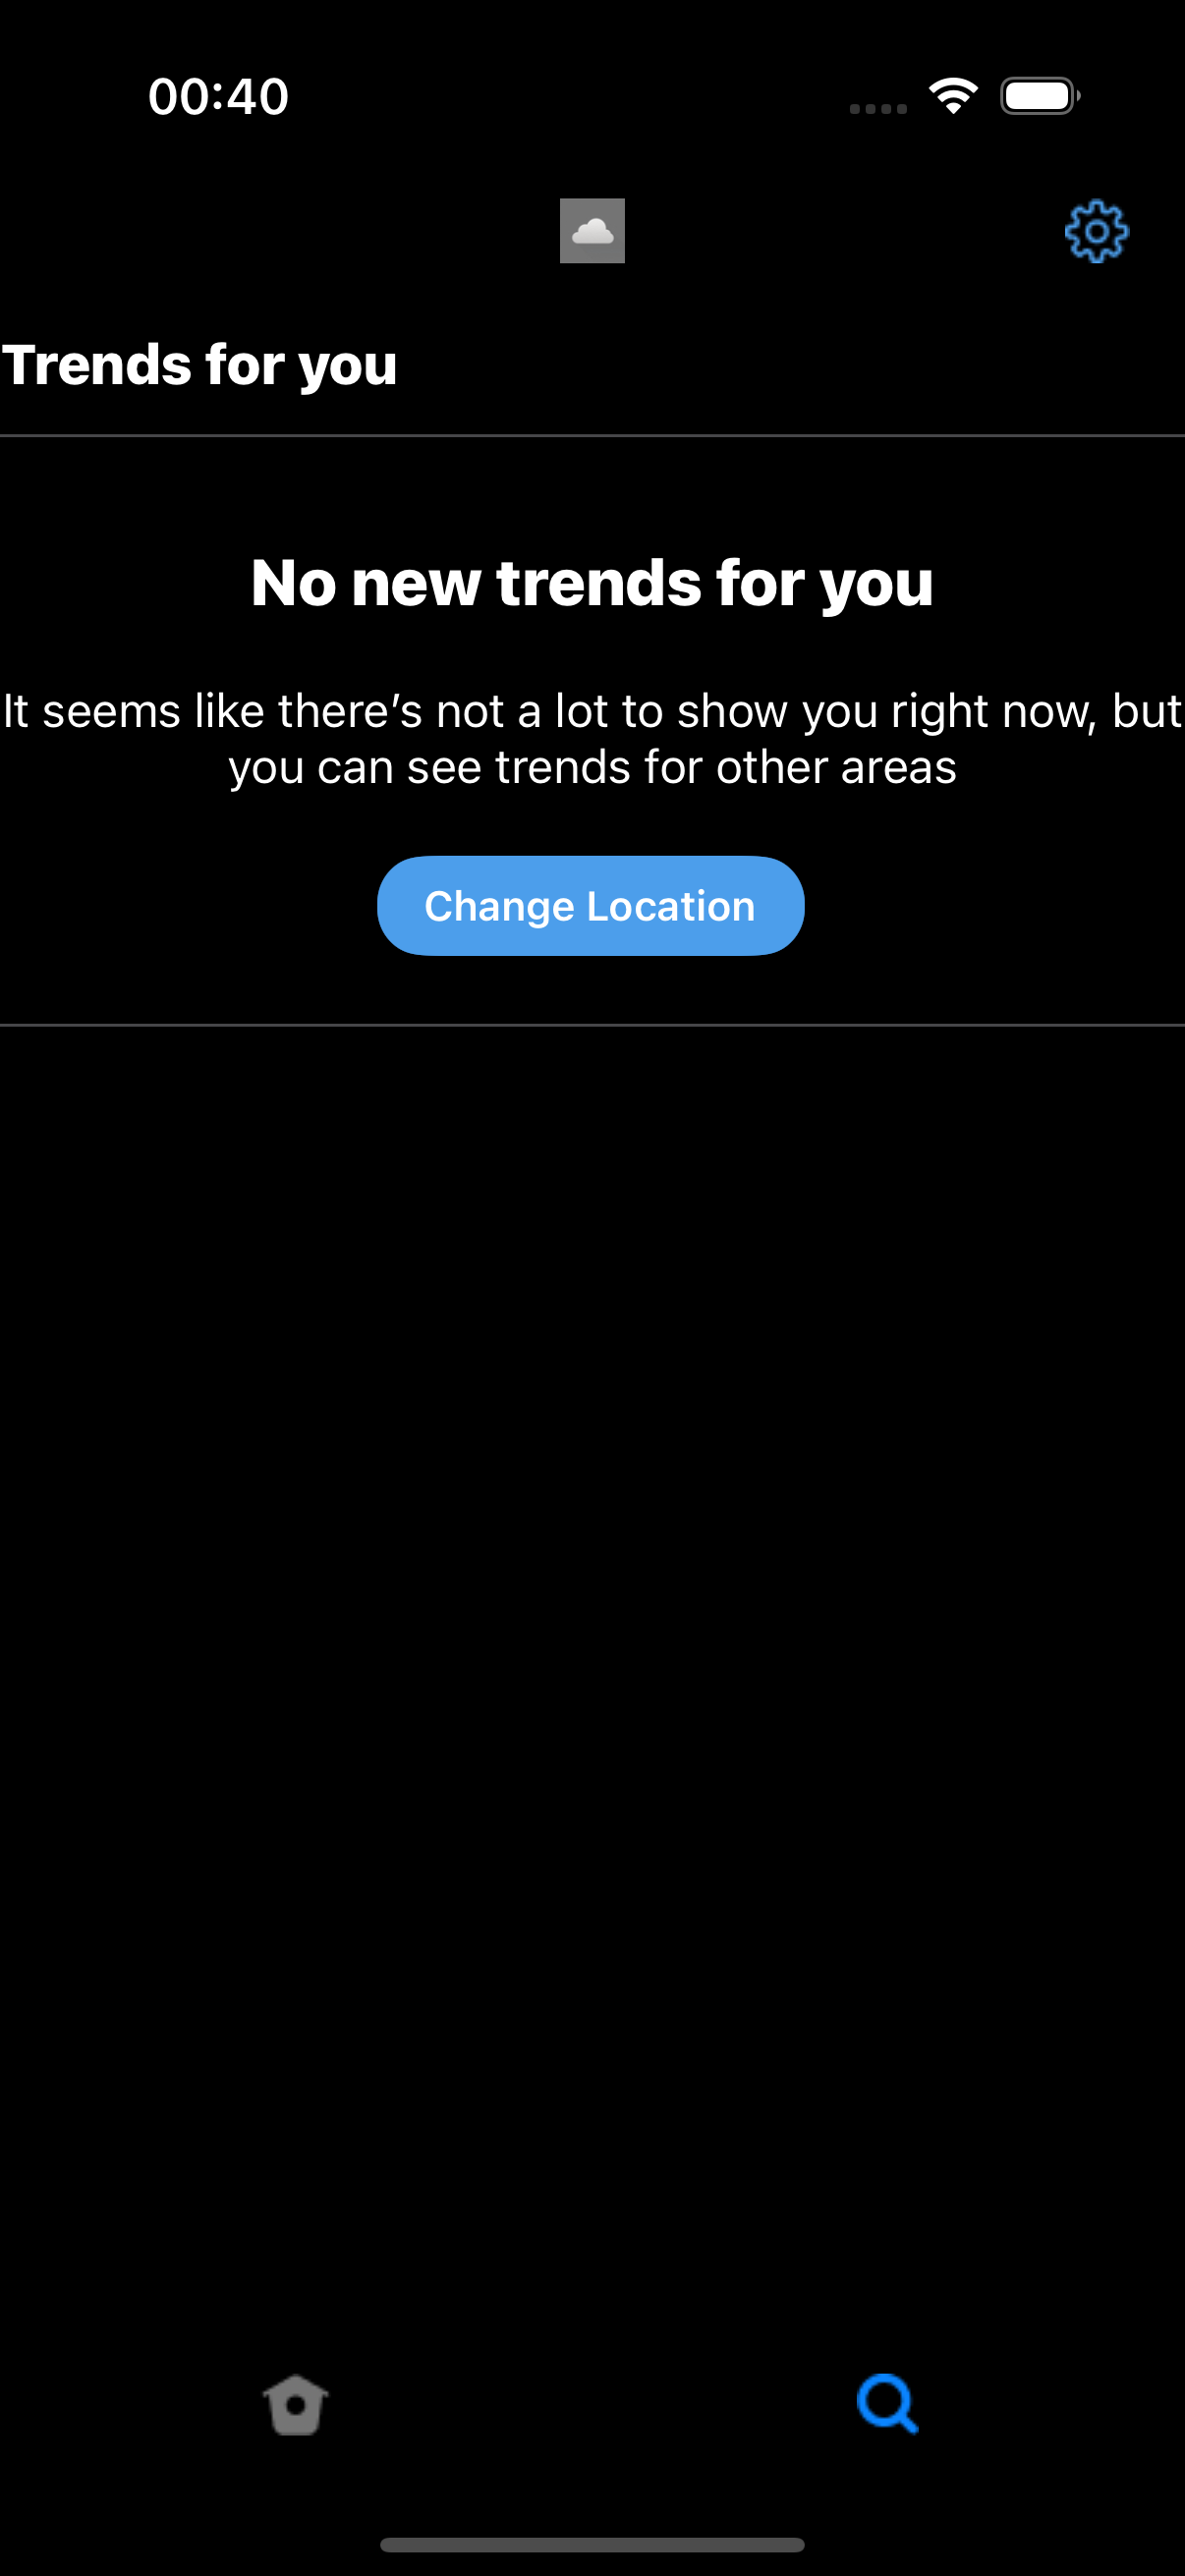 00:40
Trends for you
No new trends for you
It seems like there’s not a lot to show you right now, but
you can see trends for other areas
Change Location